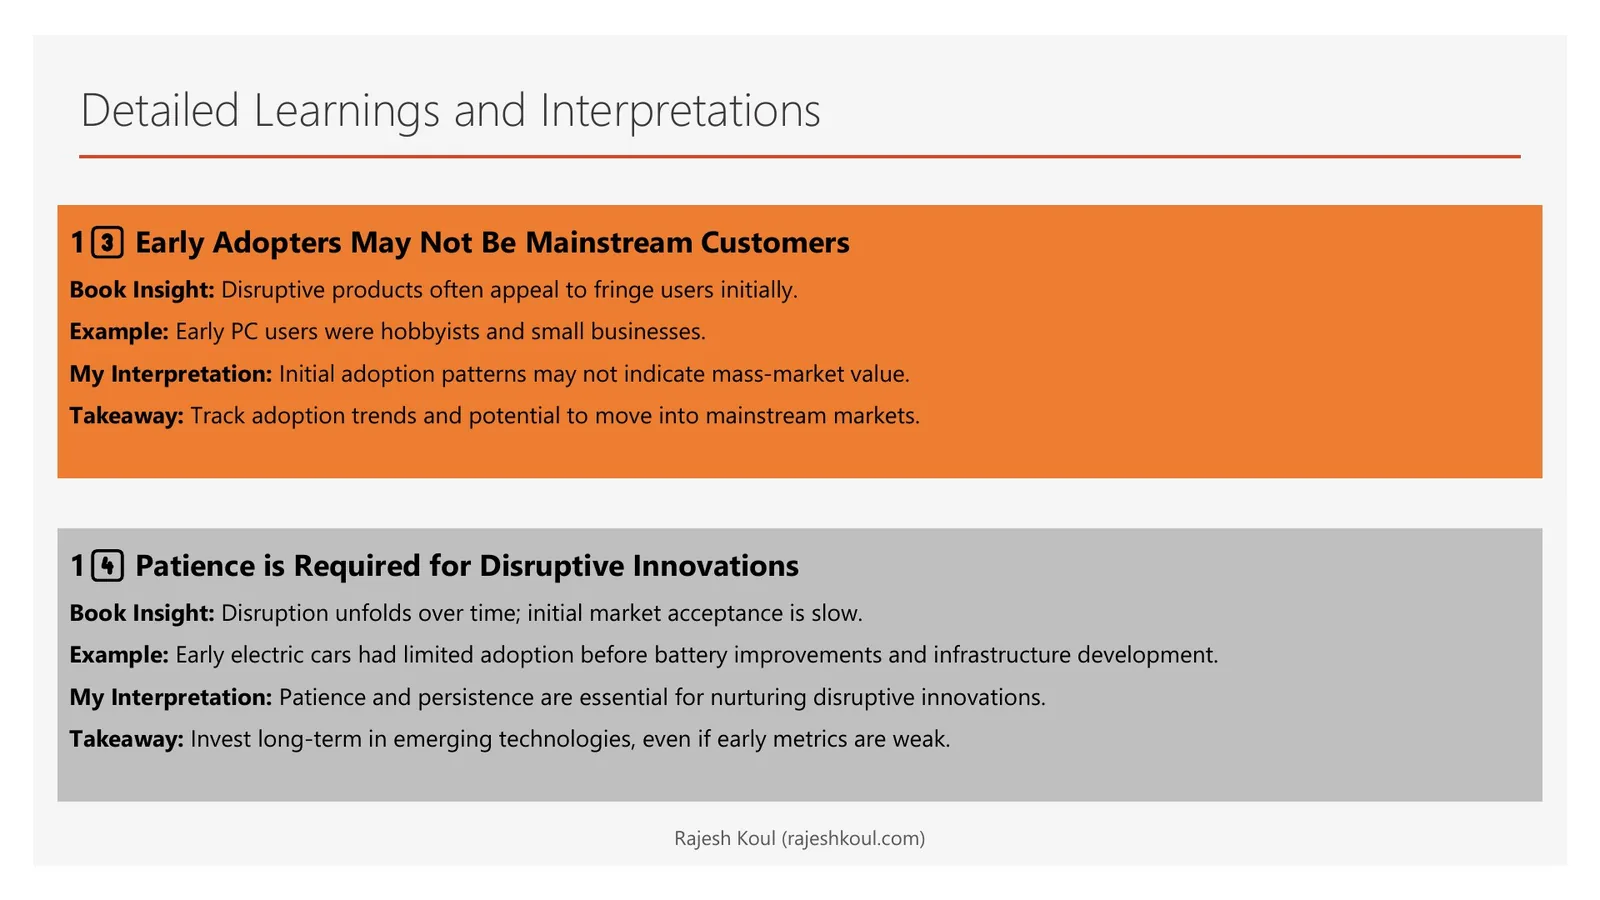 Detailed Learnings and Interpretations
13️⃣ Early Adopters May Not Be Mainstream Customers
Book Insight: Disruptive products often appeal to fringe users initially.
Example: Early PC users were hobbyists and small businesses.
My Interpretation: Initial adoption patterns may not indicate mass-market value.
Takeaway: Track adoption trends and potential to move into mainstream markets.
14️⃣ Patience is Required for Disruptive Innovations
Book Insight: Disruption unfolds over time; initial market acceptance is slow.
Example: Early electric cars had limited adoption before battery improvements and infrastructure development.
My Interpretation: Patience and persistence are essential for nurturing disruptive innovations.
Takeaway: Invest long-term in emerging technologies, even if early metrics are weak.
Rajesh Koul (rajeshkoul.com)